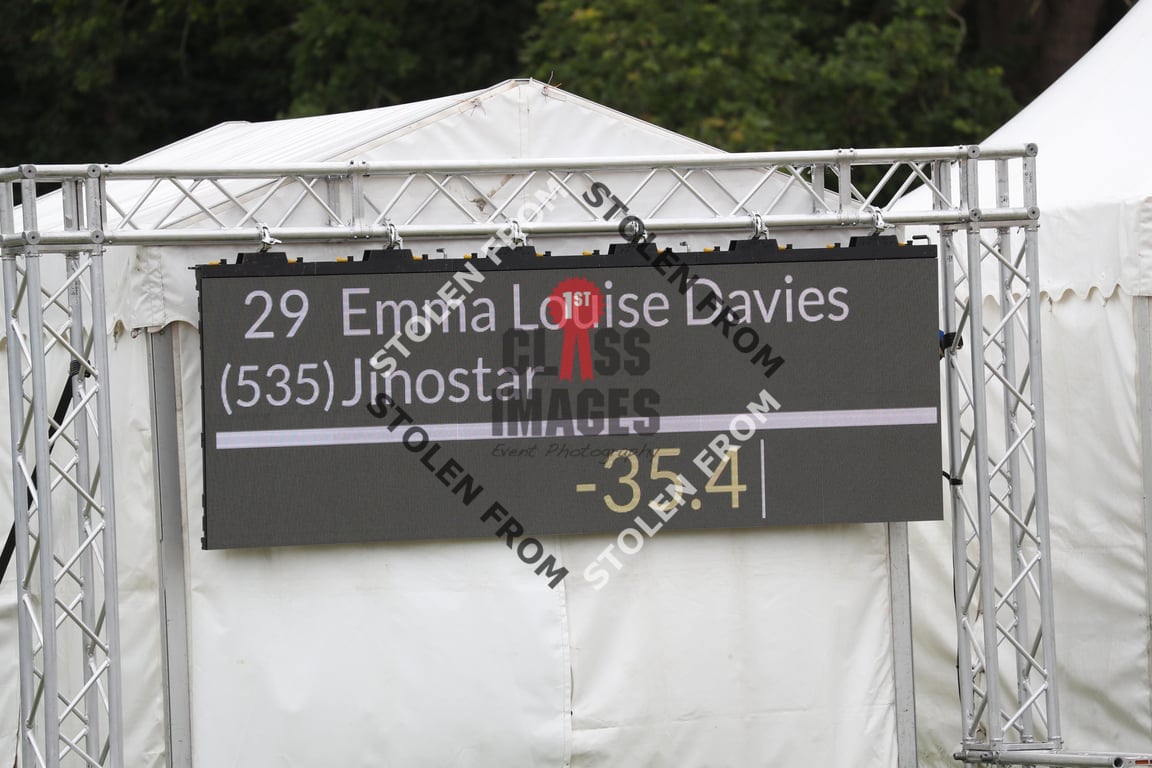 29 Emma Louise Davies
(535) Jinostar
-35.4
1ST
CLASS
IMAGES
Event Photography
STOLEN FROM
STOLEN FROM
STOLEN FROM
STOLEN FROM